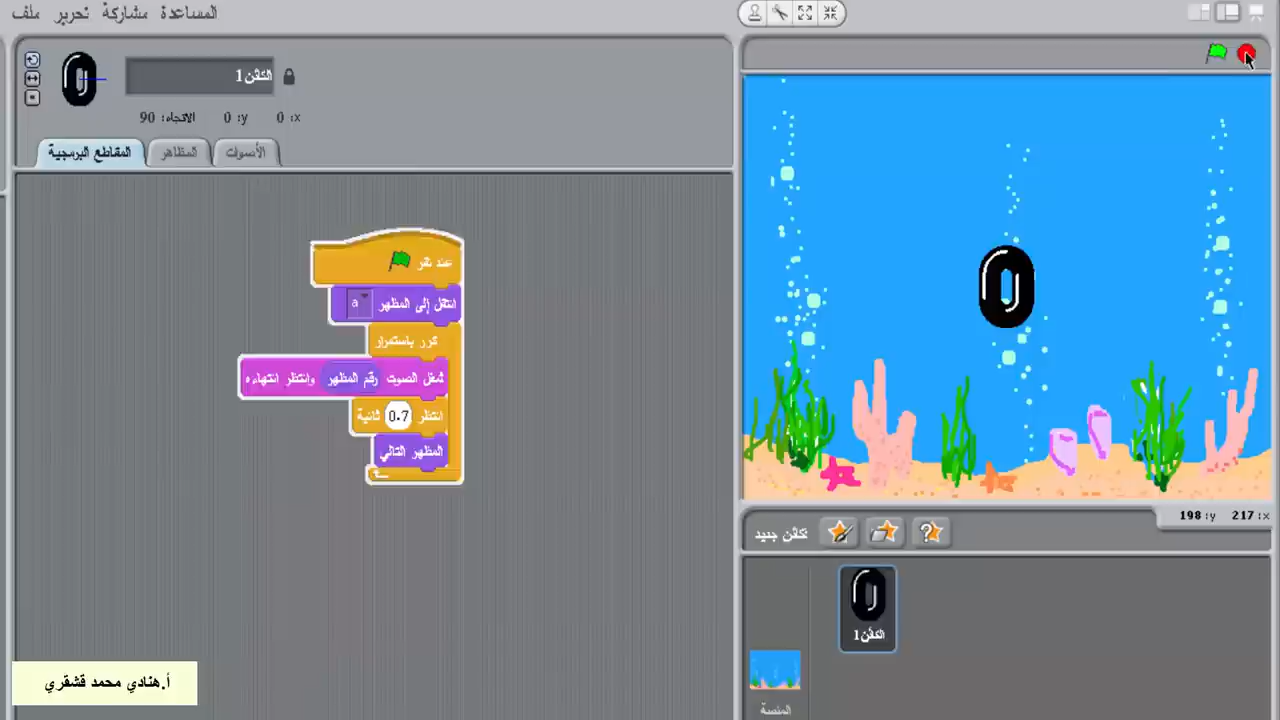 ملف تحرير مشاركة المساعدة
الكائن1
x: 0 y: 0 الاتجاه: 90
المقاطع البرمجية المظاهر الأصوات
عند نقر
انتقل إلى المظهر a
كرر باستمرار
شغل الصوت رقم المظهر وانتظر انتهاءه
انتظر 0.7 ثانية
المظهر التالي
x: 217 y: 198
كائن جديد
الكائن1
المنصة
أ.هنادي محمد قشقري